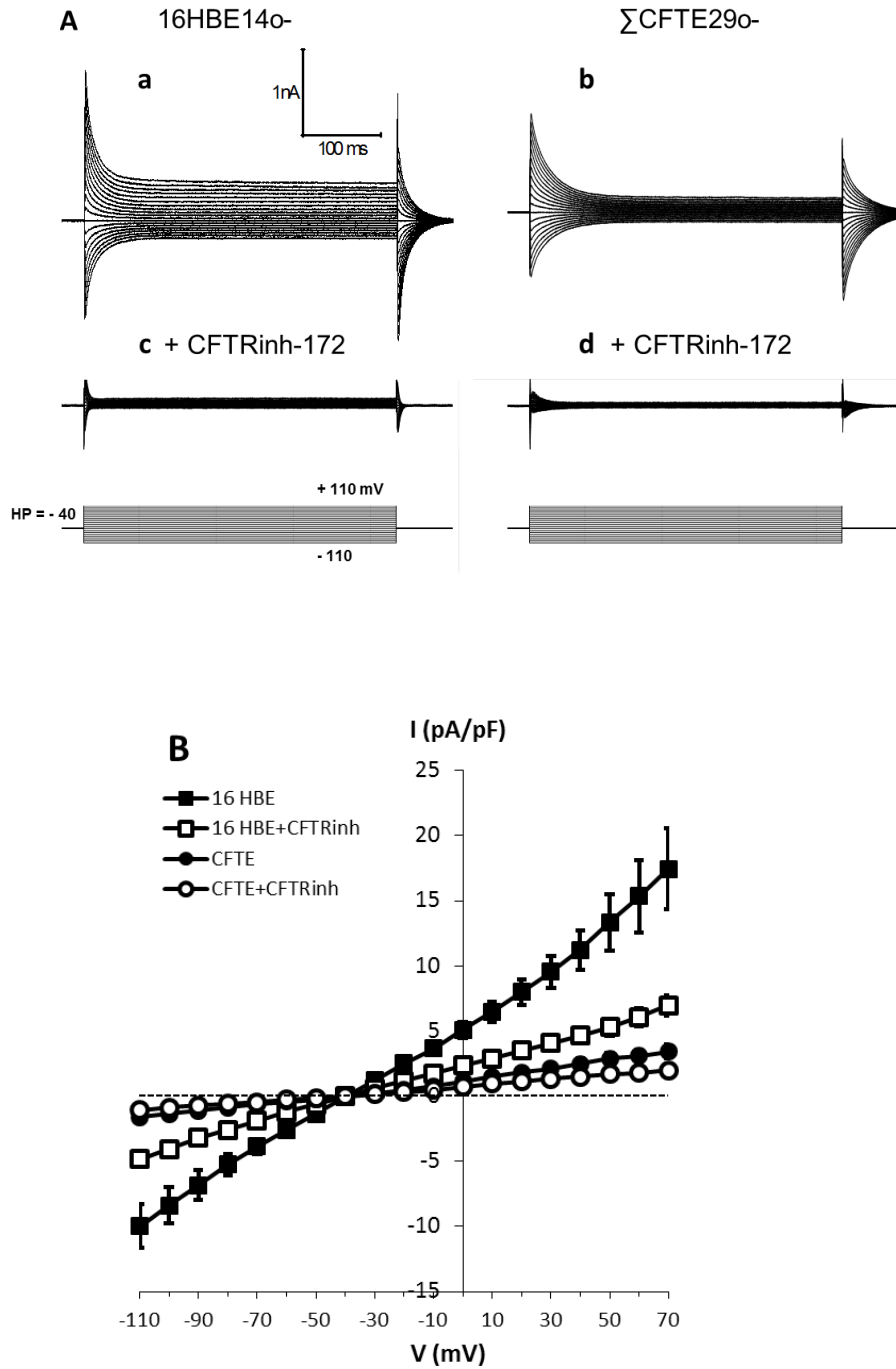 A
16HBE14o-
∑CFTE29o-
a
b
1nA
100 ms
c + CFTRinh-172
d + CFTRinh-172
+ 110 mV
HP = - 40
- 110
B
I (pA/pF)
16 HBE
16 HBE+CFTRinh
CFTE
CFTE+CFTRinh
25
20
15
10
5
0
-5
-10
-15
-110 -90 -70 -50 -30 -10 10 30 50 70
V (mV)